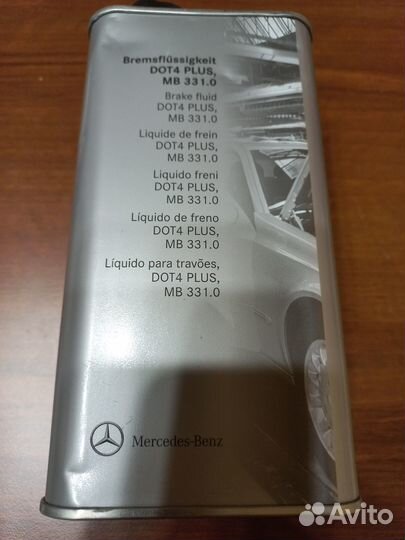 Bremsflüssigkeit
DOT4 PLUS,
MB 331.0
Brake fluid
DOT4 PLUS,
MB 331.0
Liquide de frein
DOT4 PLUS,
MB 331.0
Liquido freni
DOT4 PLUS,
MB 331.0
Líquido de freno
DOT4 PLUS,
MB 331.0
Líquido para travões,
DOT4 PLUS,
MB 331.0
Mercedes-Benz
Avito